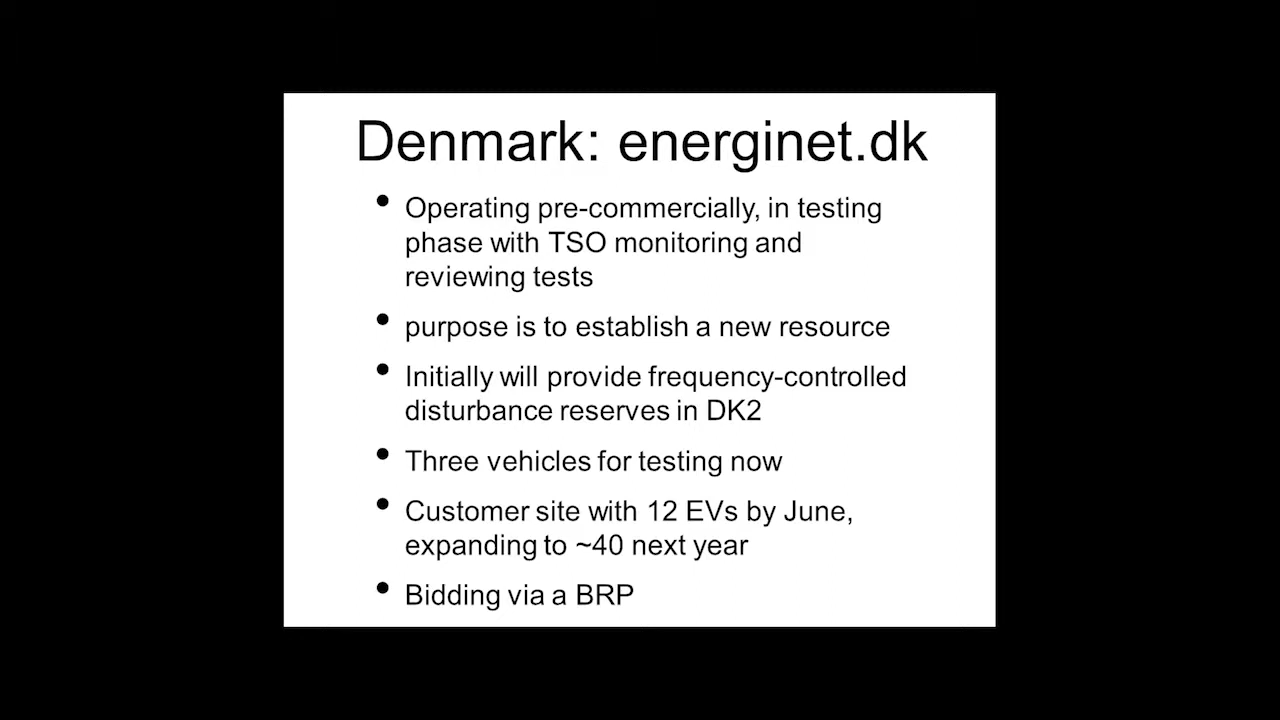 Denmark: energinet.dk
• Operating pre-commercially, in testing
phase with TSO monitoring and
reviewing tests
• purpose is to establish a new resource
• Initially will provide frequency-controlled
disturbance reserves in DK2
• Three vehicles for testing now
• Customer site with 12 EVs by June,
expanding to ~40 next year
• Bidding via a BRP